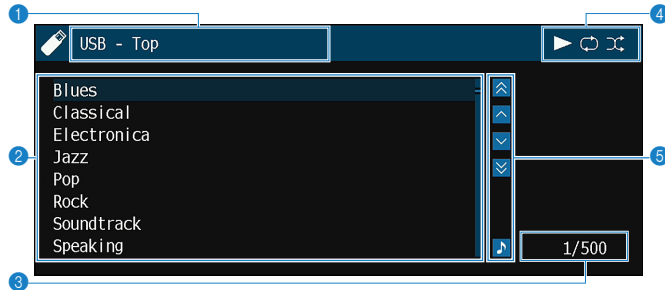 1
4
USB - Top
Blues
Classical
Electronica
2
5
Jazz
Pop
Rock
Soundtrack
Speaking
1/500
3